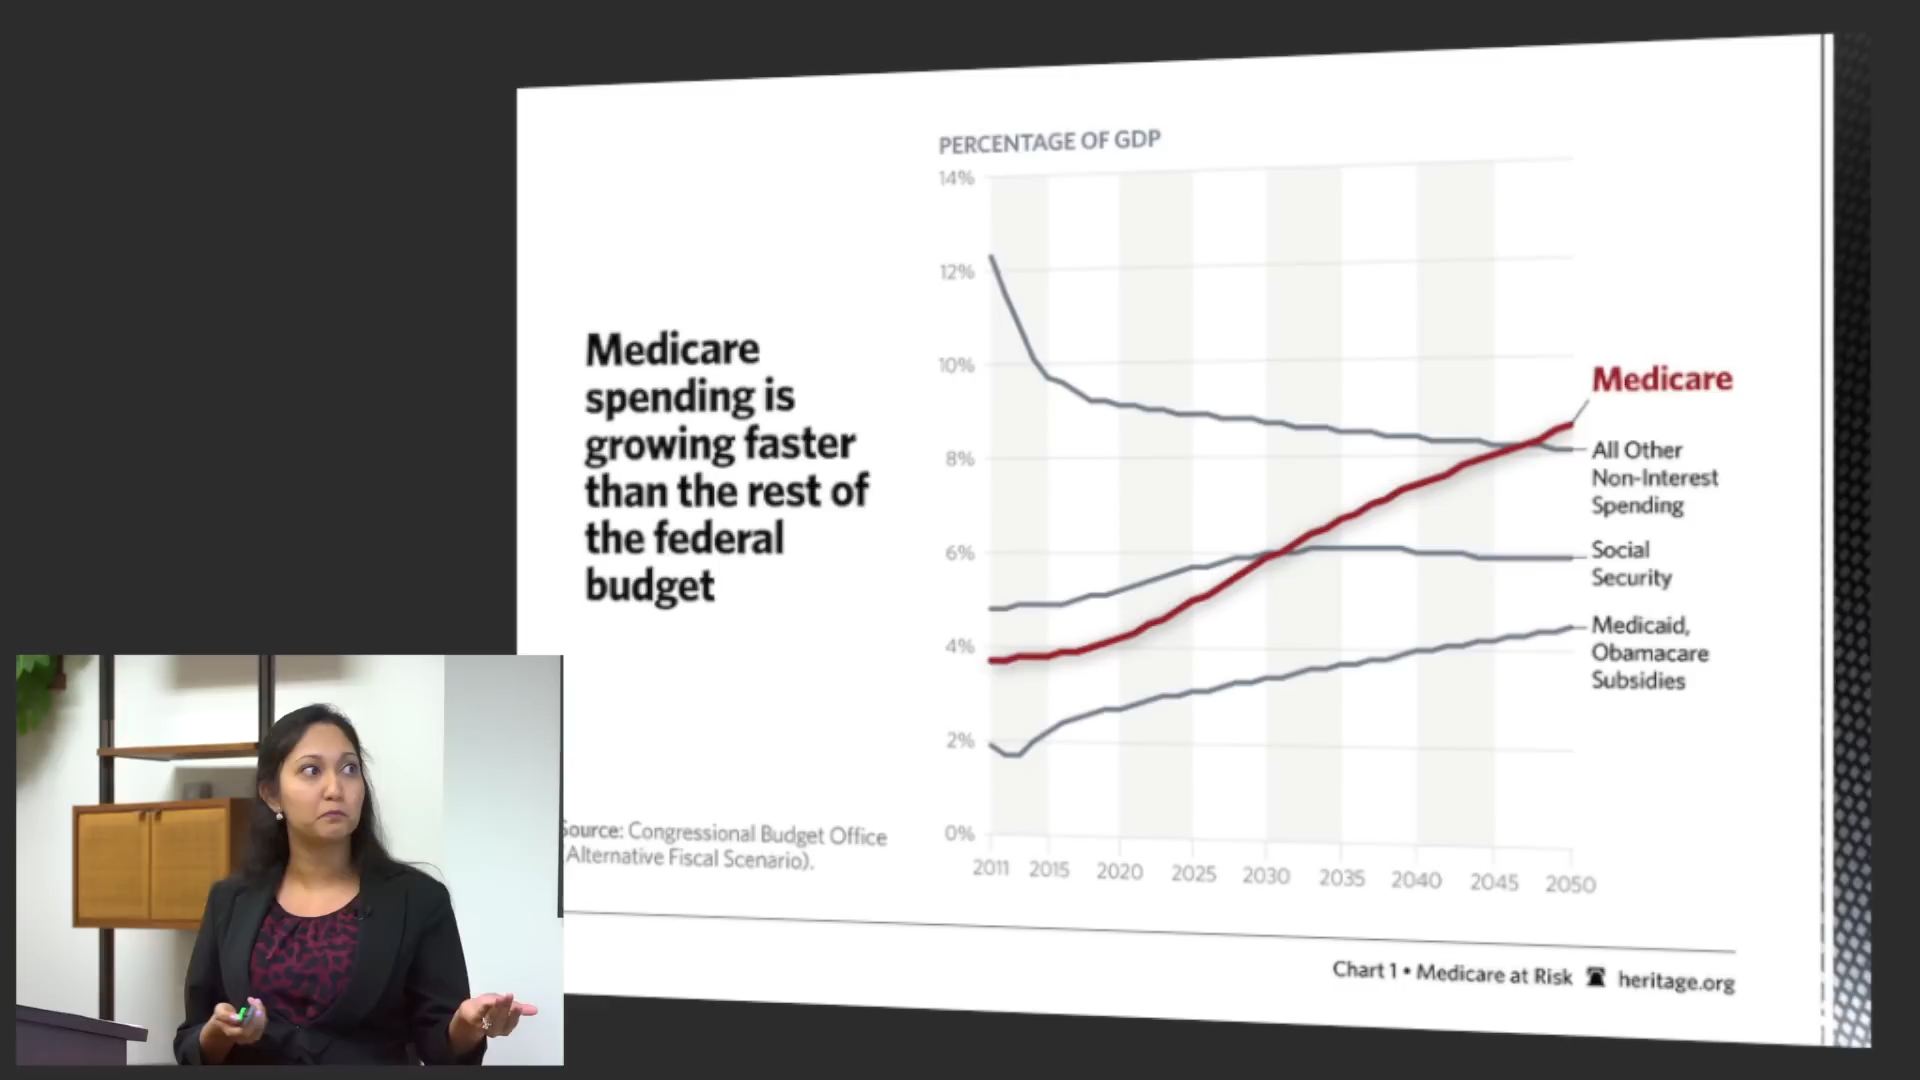 PERCENTAGE OF GDP
14%
12%
10%
8%
6%
4%
2%
0%
2011 2015 2020 2025 2030 2035 2040 2045 2050
Medicare
spending is
growing faster
than the rest of
the federal
budget
Medicare
All Other
Non-Interest
Spending
Social
Security
Medicaid,
Obamacare
Subsidies
Source: Congressional Budget Office
(Alternative Fiscal Scenario).
Chart 1 • Medicare at Risk heritage.org